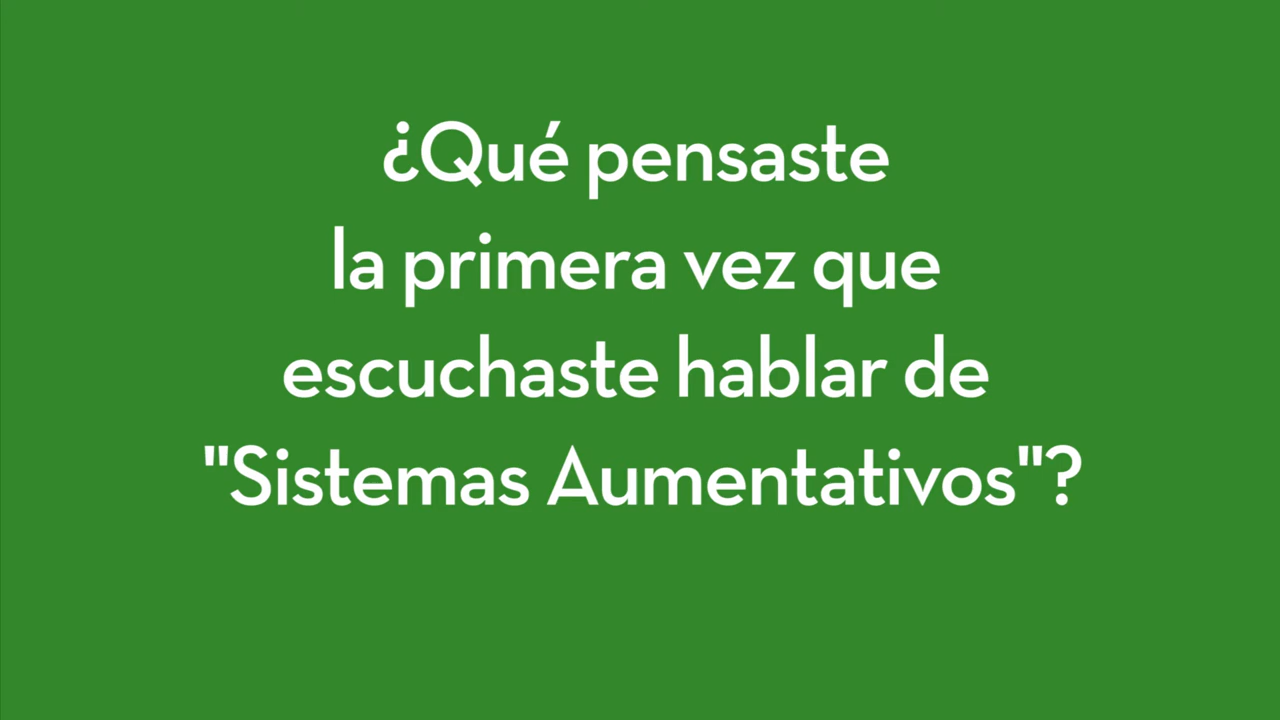 ¿Qué pensaste
la primera vez que
escuchaste hablar de
"Sistemas Aumentativos"?